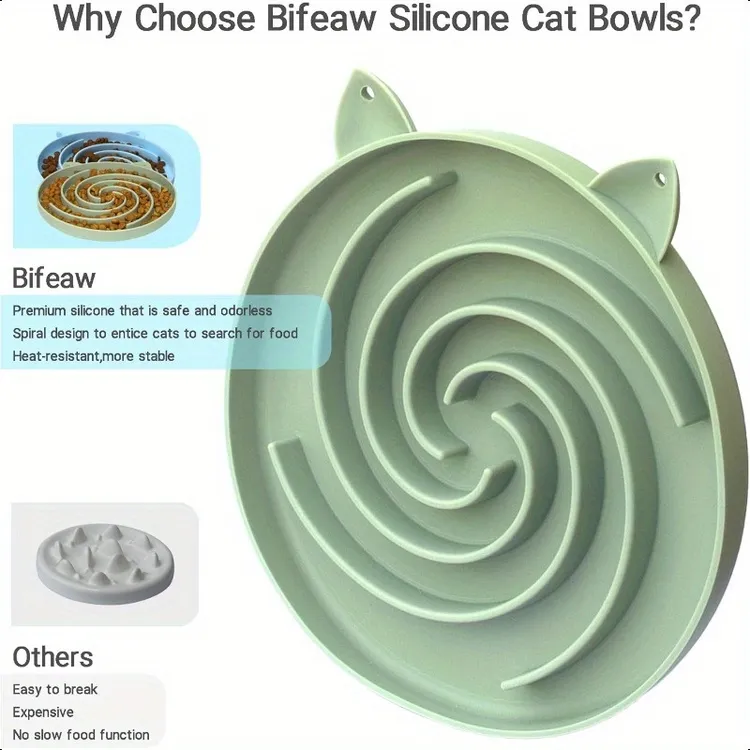 Why Choose Bifeaw Silicone Cat Bowls?
Bifeaw
Premium silicone that is safe and odorless
Spiral design to entice cats to search for food
Heat-resistant,more stable
Others
Easy to break
Expensive
No slow food function